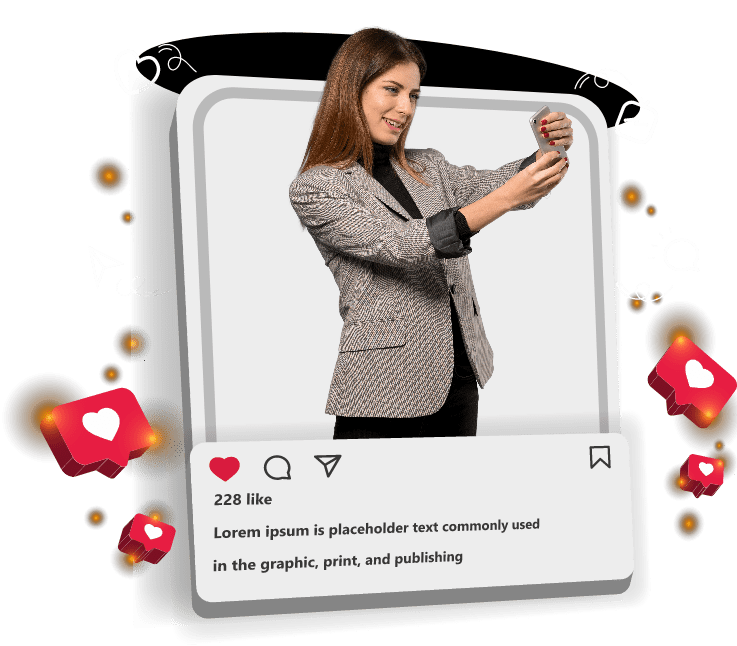 228 like
Lorem ipsum is placeholder text commonly used
in the graphic, print, and publishing